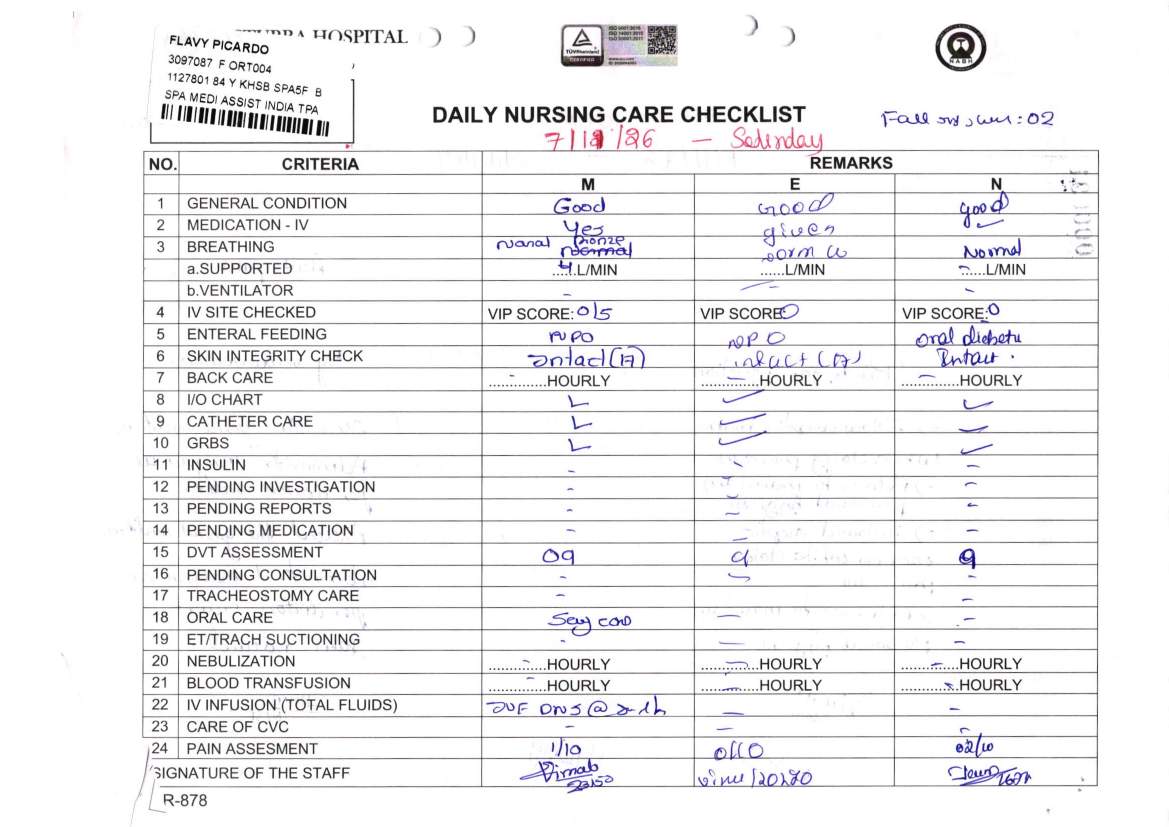 HOSPITAL
FLAVY PICARDO
3097087 F ORT004
1127801 84 Y KHSB SPA5F B
SPA MEDI ASSIST INDIA TPA
TÜVRheinland
CERTIFIED
NABH
DAILY NURSING CARE CHECKLIST
Fall : 02
NO. CRITERIA REMARKS
M E N
1 GENERAL CONDITION Good GOOD good
2 MEDICATION - IV Yes given ✓
3 BREATHING normal Normal
a.SUPPORTED 4 L/MIN ......L/MIN – .....L/MIN
b.VENTILATOR – – –
4 IV SITE CHECKED VIP SCORE: 0/5 VIP SCORE: 0 VIP SCORE: 0
5 ENTERAL FEEDING NPO NPO oral
6 SKIN INTEGRITY CHECK intact (17) Intact .
7 BACK CARE ..............HOURLY ..............HOURLY ..............HOURLY
8 I/O CHART ✓ ✓ ✓
9 CATHETER CARE ✓ ✓ ✓
10 GRBS ✓ ✓ ✓
11 INSULIN – – –
12 PENDING INVESTIGATION – – –
13 PENDING REPORTS – – –
14 PENDING MEDICATION – – –
15 DVT ASSESSMENT 09 9 9
16 PENDING CONSULTATION – – –
17 TRACHEOSTOMY CARE – –
18 ORAL CARE – –
19 ET/TRACH SUCTIONING – – –
20 NEBULIZATION ..............HOURLY ..............HOURLY ..............HOURLY
21 BLOOD TRANSFUSION ..............HOURLY ..............HOURLY ..............HOURLY
22 IV INFUSION (TOTAL FLUIDS) IVF DNS @ – –
23 CARE OF CVC – – –
24 PAIN ASSESMENT 1/10 0/10 02/10
SIGNATURE OF THE STAFF
R-878